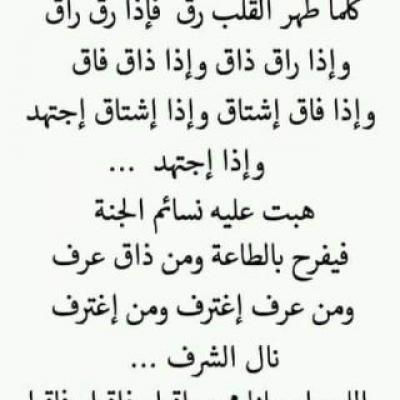 كلما طهر القلب رق فإذا رق راق
وإذا راق ذاق وإذا ذاق فاق
وإذا فاق إشتاق وإذا إشتاق إجتهد
وإذا إجتهد ...
هبت عليه نسائم الجنة
فيفرح بالطاعة ومن ذاق عرف
ومن عرف إغترف ومن إغترف
نال الشرف ...